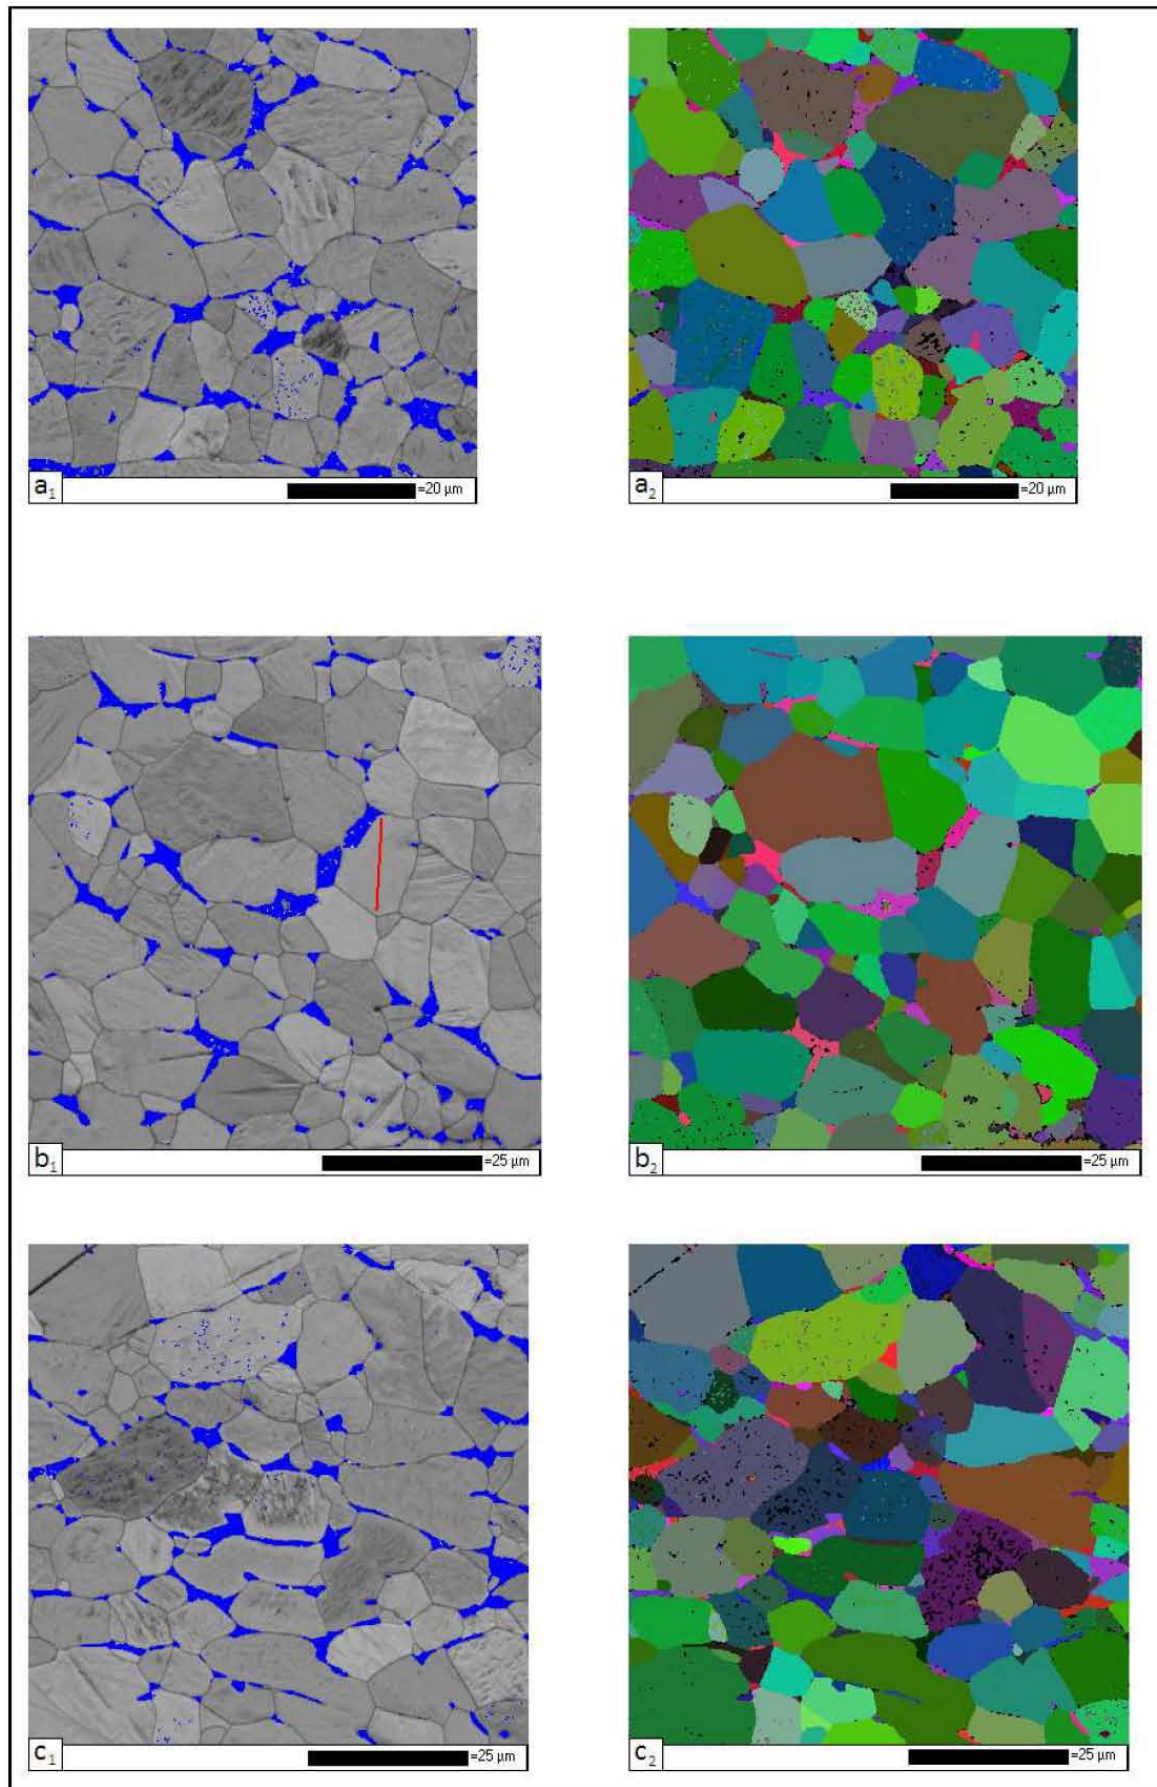 a1 =20 µm a2 =20 µm
b1 =25 µm b2 =25 µm
c1 =25 µm c2 =25 µm